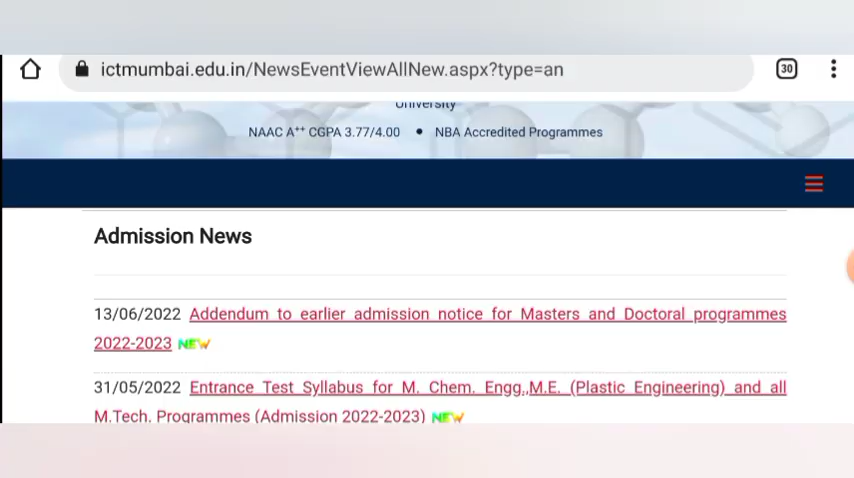 ictmumbai.edu.in/NewsEventViewAllNew.aspx?type=an
30
University
NAAC A++ CGPA 3.77/4.00 ● NBA Accredited Programmes
Admission News
13/06/2022 Addendum to earlier admission notice for Masters and Doctoral programmes
2022-2023 NEW
31/05/2022 Entrance Test Syllabus for M. Chem. Engg.,M.E. (Plastic Engineering) and all
M.Tech. Programmes (Admission 2022-2023) NEW